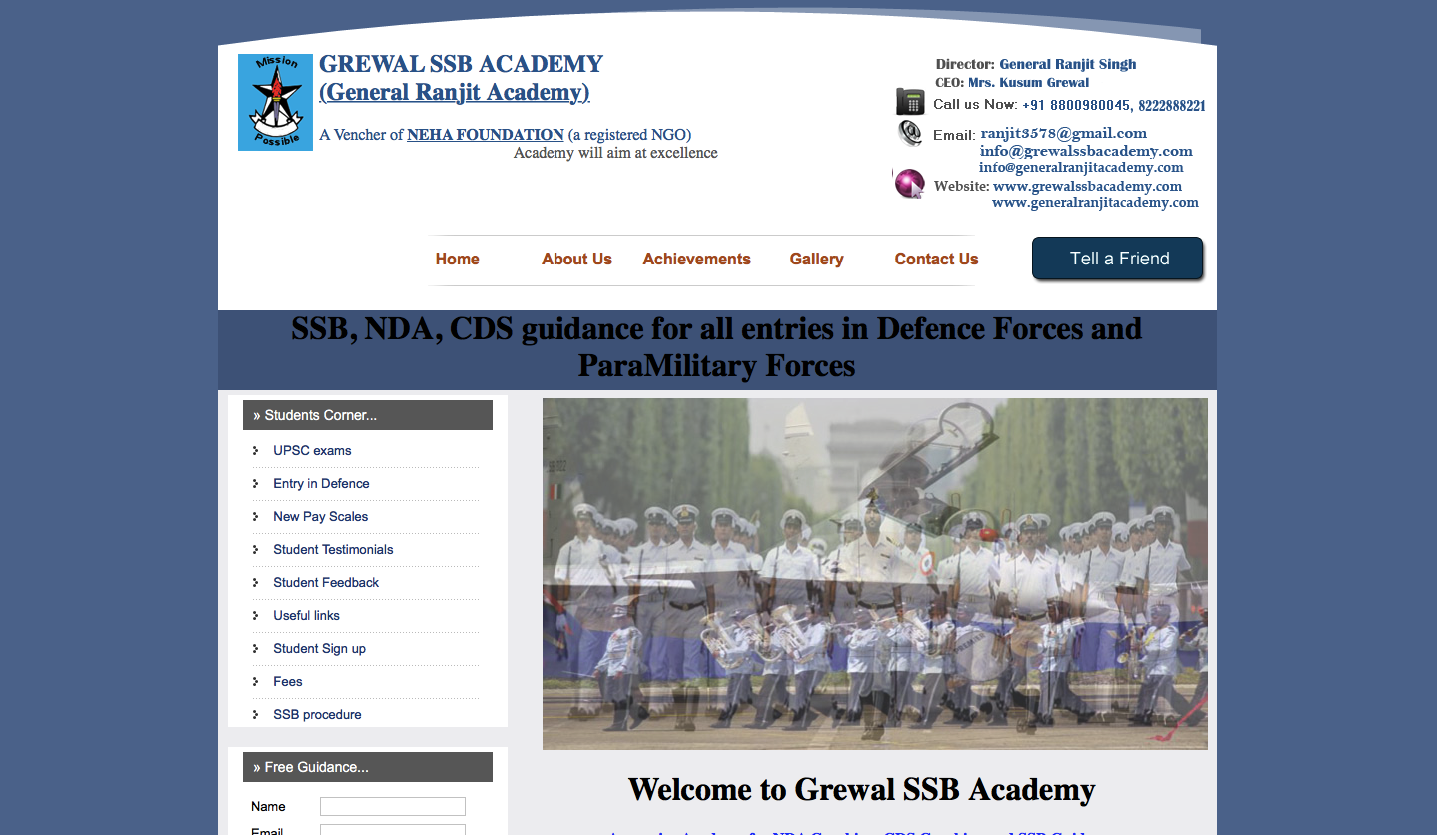 Mission
Possible
GREWAL SSB ACADEMY
(General Ranjit Academy)
A Vencher of NEHA FOUNDATION (a registered NGO)
Academy will aim at excellence
Director: General Ranjit Singh
CEO: Mrs. Kusum Grewal
Call us Now: +91 8800980045, 8222888221
Email: ranjit3578@gmail.com
info@grewalssbacademy.com
info@generalranjitacademy.com
Website: www.grewalssbacademy.com
www.generalranjitacademy.com
Home About Us Achievements Gallery Contact Us
Tell a Friend
SSB, NDA, CDS guidance for all entries in Defence Forces and
ParaMilitary Forces
» Students Corner...
UPSC exams
Entry in Defence
New Pay Scales
Student Testimonials
Student Feedback
Useful links
Student Sign up
Fees
SSB procedure
» Free Guidance...
Name
Email
Welcome to Grewal SSB Academy